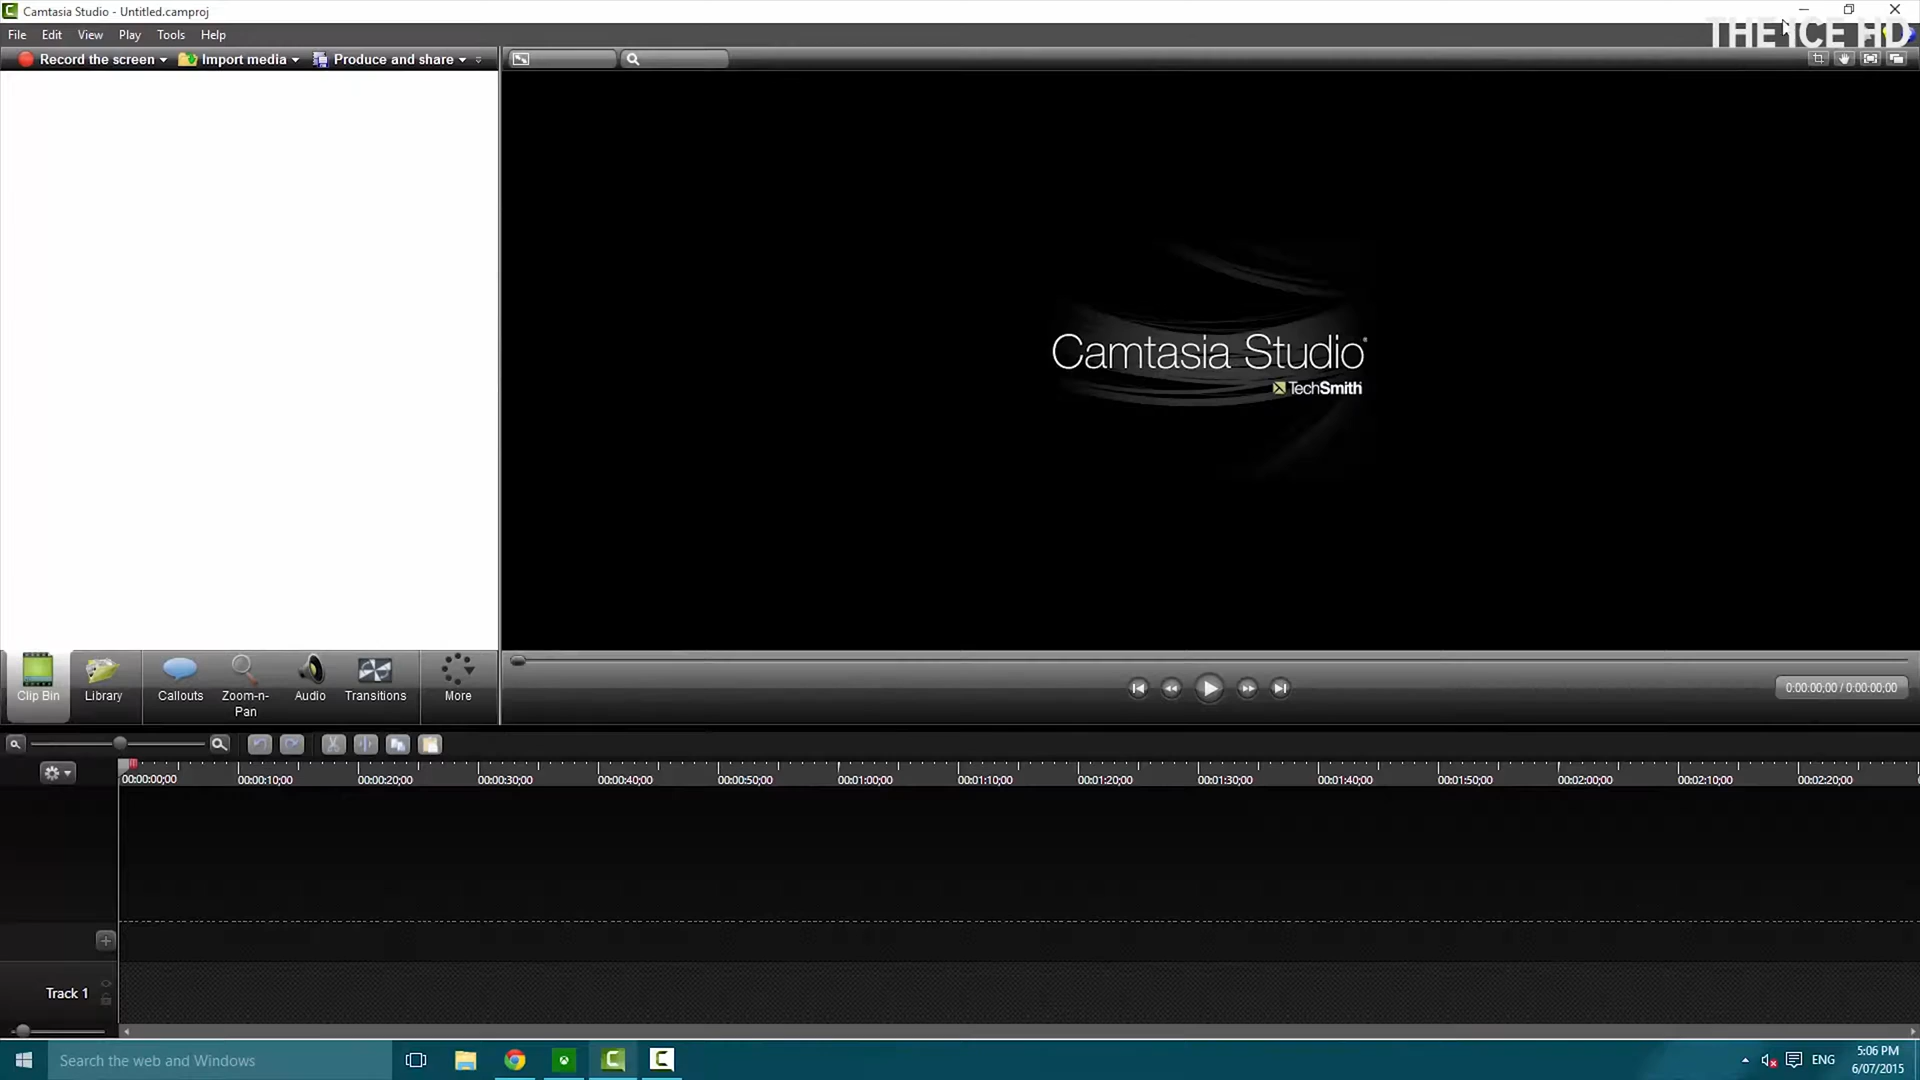 Camtasia Studio - Untitled.camproj
File Edit View Play Tools Help
THE ICE HD
Record the screen Import media Produce and share
Camtasia Studio
TechSmith
Clip Bin Library Callouts Zoom-n-Pan Audio Transitions More
0:00:00;00 / 0:00:00;00
00:00:00;00 00:00:10;00 00:00:20;00 00:00:30;00 00:00:40;00 00:00:50;00 00:01:00;00 00:01:10;00 00:01:20;00 00:01:30;00 00:01:40;00 00:01:50;00 00:02:00;00 00:02:10;00 00:02:20;00
Track 1
Search the web and Windows
ENG
5:06 PM
6/07/2015